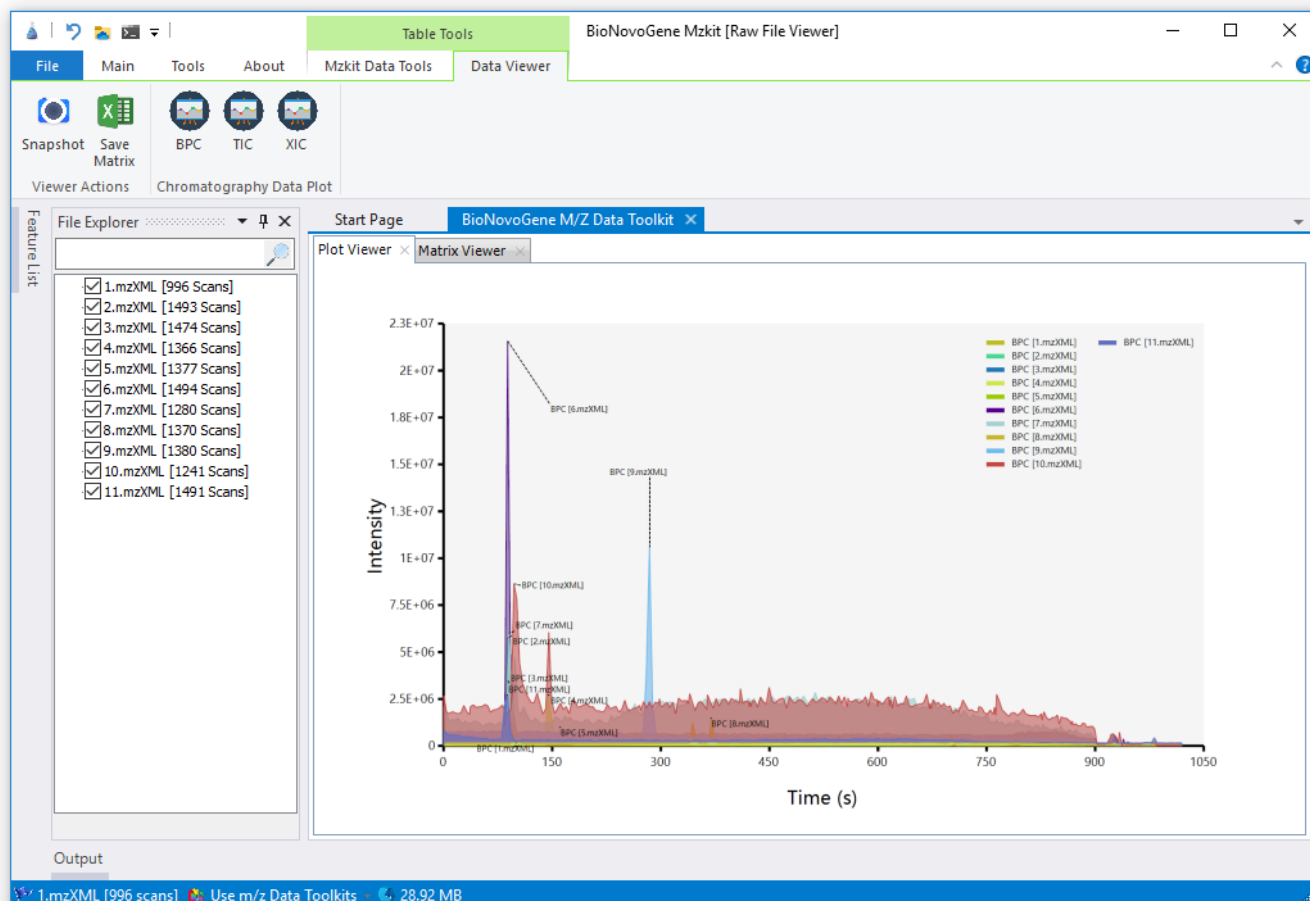 Table Tools
BioNovoGene Mzkit [Raw File Viewer]
File Main Tools About Mzkit Data Tools Data Viewer
Snapshot Save Matrix BPC TIC XIC
Viewer Actions Chromatography Data Plot
Feature List
File Explorer
1.mzXML [996 Scans]
2.mzXML [1493 Scans]
3.mzXML [1474 Scans]
4.mzXML [1366 Scans]
5.mzXML [1377 Scans]
6.mzXML [1494 Scans]
7.mzXML [1280 Scans]
8.mzXML [1370 Scans]
9.mzXML [1380 Scans]
10.mzXML [1241 Scans]
11.mzXML [1491 Scans]
Start Page BioNovoGene M/Z Data Toolkit
Plot Viewer Matrix Viewer
2.3E+07
2E+07
1.8E+07
1.5E+07
1.3E+07
1E+07
7.5E+06
5E+06
2.5E+06
0
Intensity
BPC [6.mzXML]
BPC [9.mzXML]
BPC [10.mzXML]
BPC [7.mzXML]
BPC [2.mzXML]
BPC [3.mzXML]
BPC [11.mzXML]
BPC [4.mzXML]
BPC [8.mzXML]
BPC [5.mzXML]
BPC [1.mzXML]
BPC [1.mzXML] BPC [11.mzXML]
BPC [2.mzXML]
BPC [3.mzXML]
BPC [4.mzXML]
BPC [5.mzXML]
BPC [6.mzXML]
BPC [7.mzXML]
BPC [8.mzXML]
BPC [9.mzXML]
BPC [10.mzXML]
0 150 300 450 600 750 900 1050
Time (s)
Output
1.mzXML [996 scans] Use m/z Data Toolkits 28.92 MB